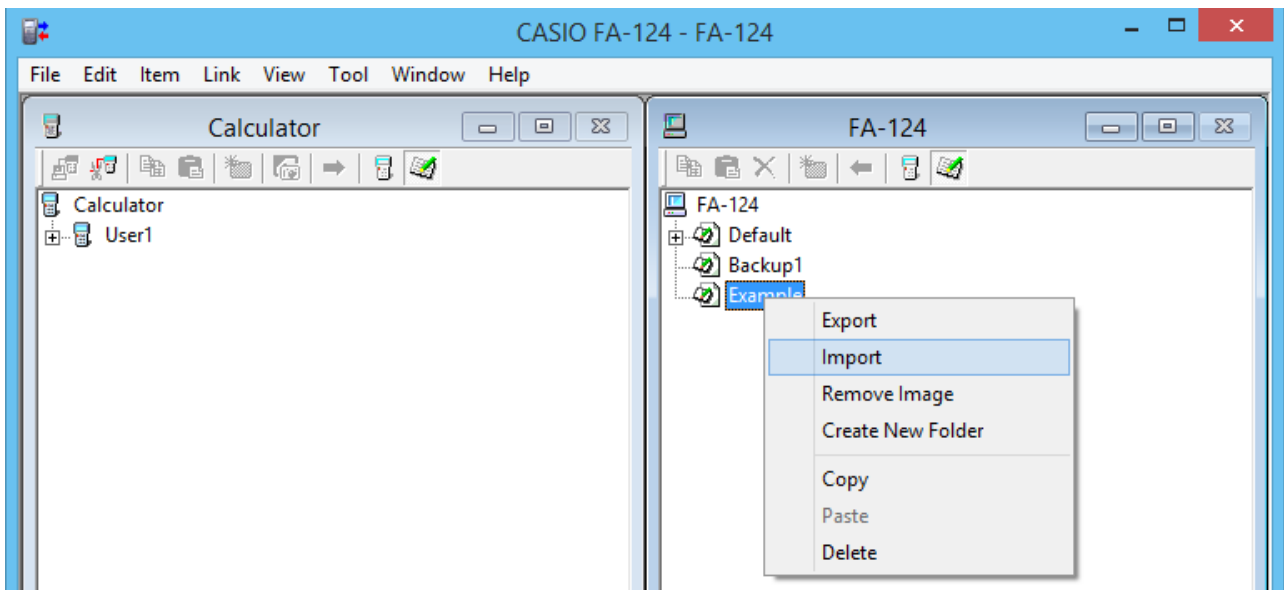 CASIO FA-124 - FA-124
File Edit Item Link View Tool Window Help
Calculator
Calculator
User1
FA-124
FA-124
Default
Backup1
Example
Export
Import
Remove Image
Create New Folder
Copy
Paste
Delete